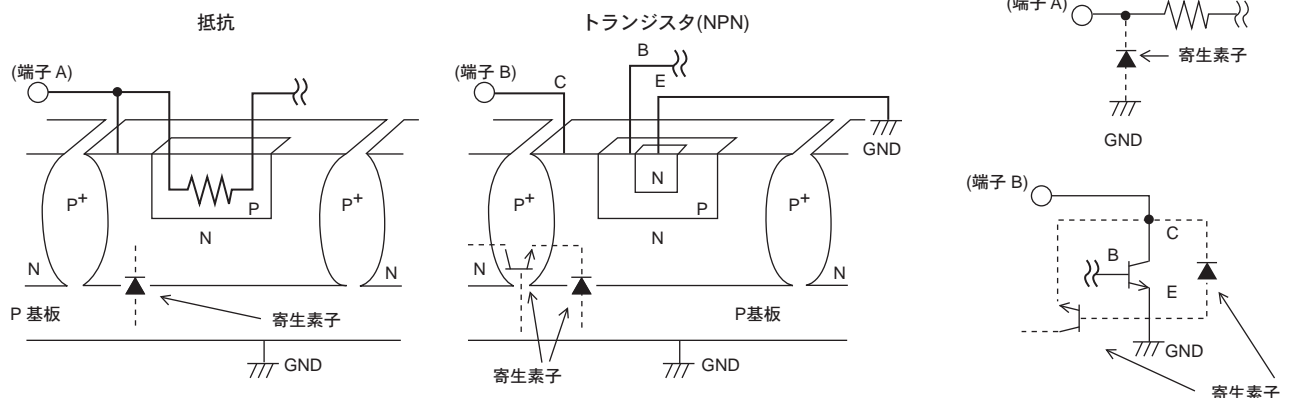 抵抗
(端子 A)
P+
P
P+
N
N
N
P 基板
寄生素子
GND
トランジスタ(NPN)
(端子 B)
C
B
E
GND
P+
N
P
P+
N
N
N
P基板
寄生素子
GND
(端子 A)
寄生素子
GND
(端子 B)
C
B
E
GND
寄生素子